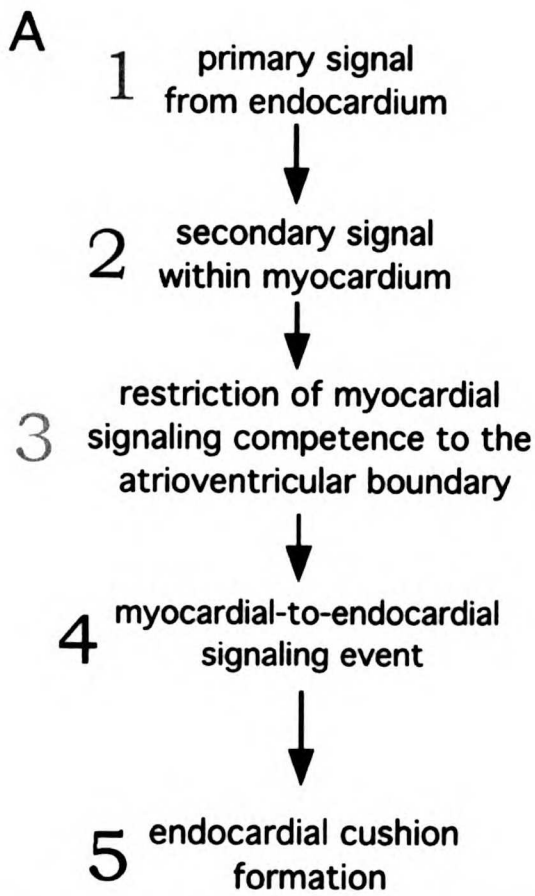 A
1 primary signal
from endocardium
2 secondary signal
within myocardium
restriction of myocardial
3 signaling competence to the
atrioventricular boundary
4 myocardial-to-endocardial
signaling event
5 endocardial cushion
formation